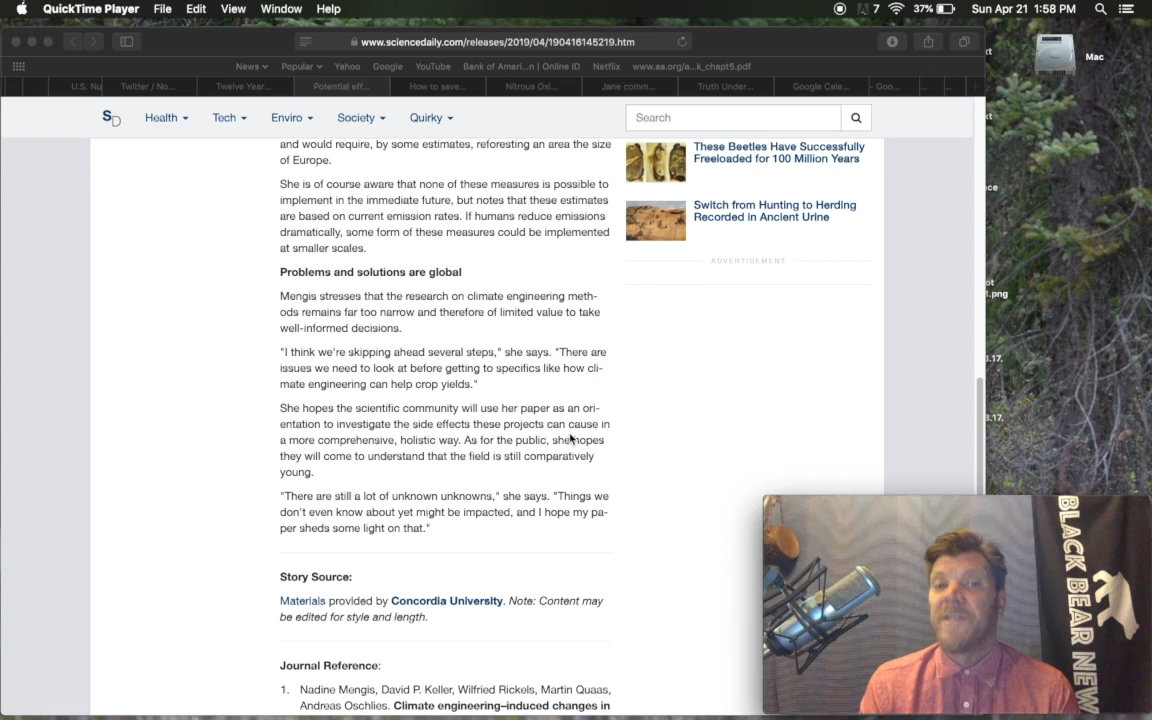 QuickTime Player File Edit View Window Help 7 37% Sun Apr 21 1:58 PM
www.sciencedaily.com/releases/2019/04/190416145219.htm
Mac
News Popular Yahoo Google YouTube Bank of Ameri...n | Online ID Netflix www.aa.org/a...k_chapt5.pdf
U.S. Nu Twitter / No... Twelve Year... Potential eff... How to save... Nitrous Oxi... Jane comm... Truth Under... Google Cale... - Goo... ... ...
SD Health Tech Enviro Society Quirky Search
and would require, by some estimates, reforesting an area the size
of Europe.
She is of course aware that none of these measures is possible to
implement in the immediate future, but notes that these estimates
are based on current emission rates. If humans reduce emissions
dramatically, some form of these measures could be implemented
at smaller scales.
Problems and solutions are global
Mengis stresses that the research on climate engineering meth-
ods remains far too narrow and therefore of limited value to take
well-informed decisions.
"I think we're skipping ahead several steps," she says. "There are
issues we need to look at before getting to specifics like how cli-
mate engineering can help crop yields."
She hopes the scientific community will use her paper as an ori-
entation to investigate the side effects these projects can cause in
a more comprehensive, holistic way. As for the public, she hopes
they will come to understand that the field is still comparatively
young.
"There are still a lot of unknown unknowns," she says. "Things we
don't even know about yet might be impacted, and I hope my pa-
per sheds some light on that."
Story Source:
Materials provided by Concordia University. Note: Content may
be edited for style and length.
Journal Reference:
1. Nadine Mengis, David P. Keller, Wilfried Rickels, Martin Quaas,
Andreas Oschlies. Climate engineering–induced changes in
These Beetles Have Successfully
Freeloaded for 100 Million Years
Switch from Hunting to Herding
Recorded in Ancient Urine
ADVERTISEMENT
.png
3.17.
BLACK BEAR NEW